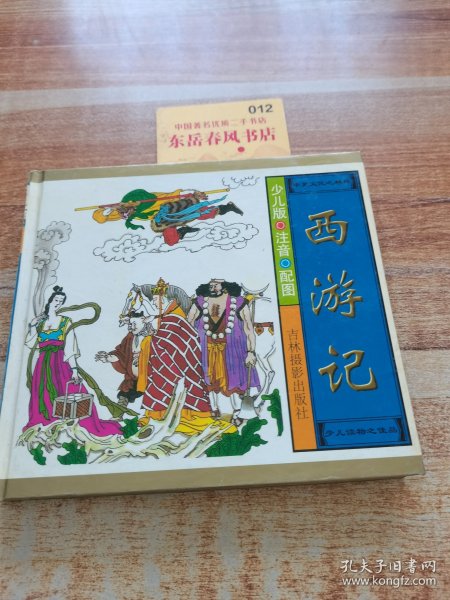 012
中国著名优质二手书店
东岳春风书店
少儿版 注音 配图
西游记
吉林摄影出版社
少儿读物之佳品
孔夫子旧书网
www.kongfz.com